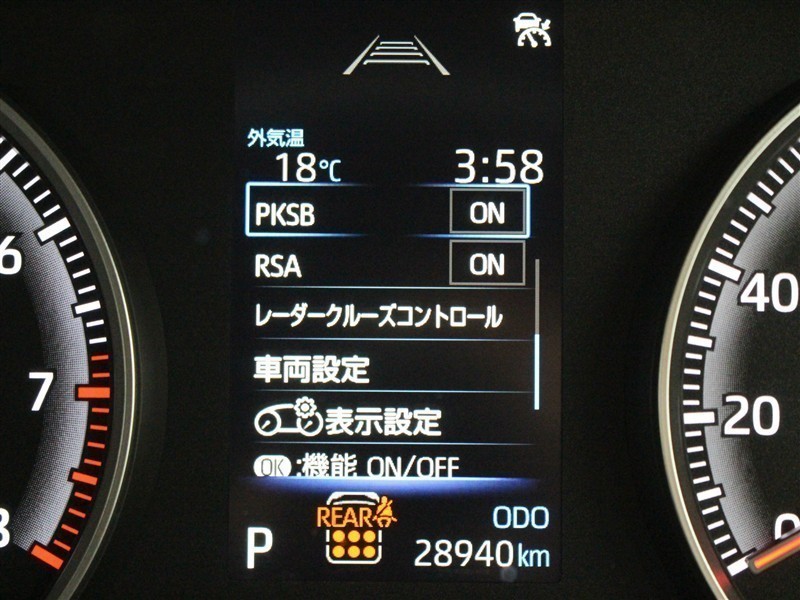 外気温
18℃ 3:58
PKSB ON
RSA ON
レーダークルーズコントロール
車両設定
表示設定
OK :機能 ON/OFF
REAR
P ODO
28940km
6
7
8
40
20
0